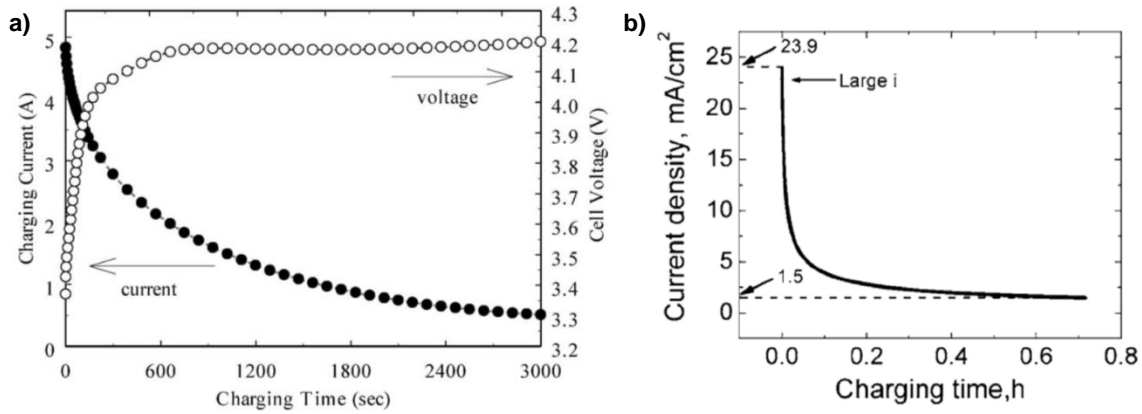 a)
Charging Current (A)
5
4
3
2
1
0
voltage
current
4.3
4.2
4.1
4.0
3.9
3.8
3.7
3.6
3.5
3.4
3.3
3.2
Cell Voltage (V)
0 600 1200 1800 2400 3000
Charging Time (sec)
b)
Current density, mA/cm²
25
20
15
10
5
0
23.9
Large i
1.5
0.0 0.2 0.4 0.6 0.8
Charging time,h